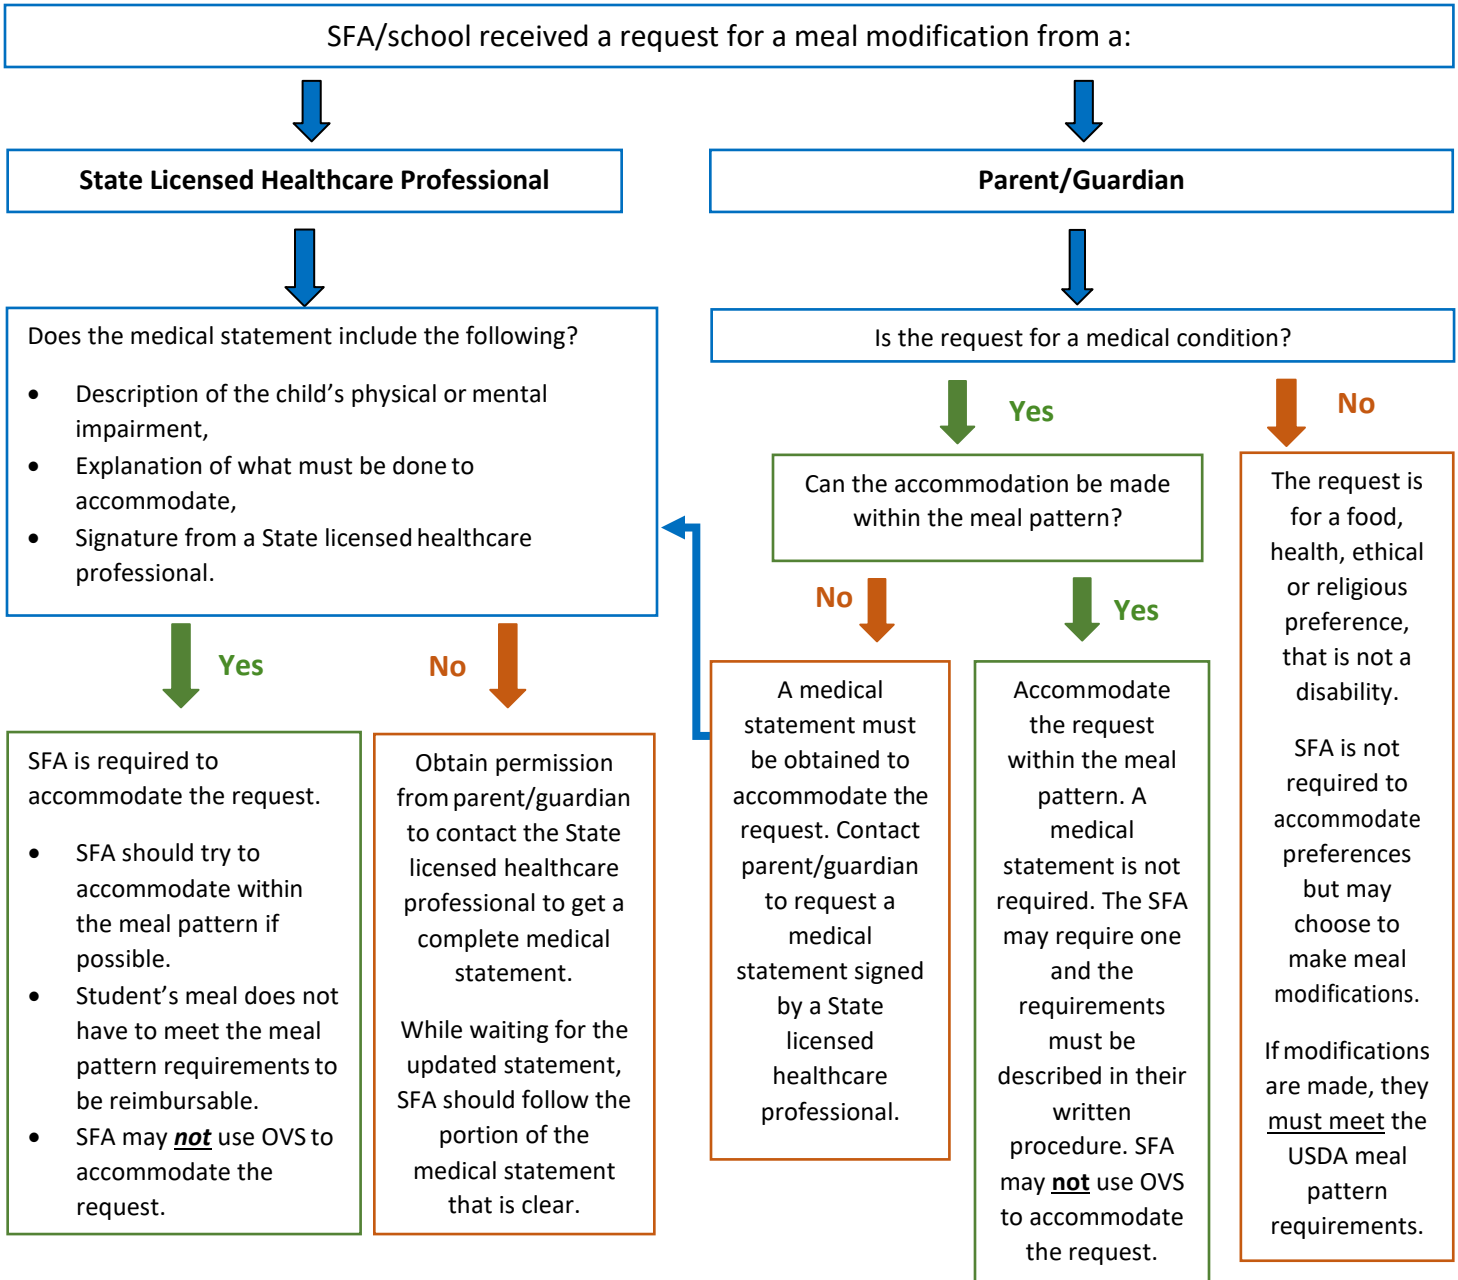 SFA/school received a request for a meal modification from a:
State Licensed Healthcare Professional
Parent/Guardian
Does the medical statement include the following?
• Description of the child’s physical or mental
impairment,
• Explanation of what must be done to
accommodate,
• Signature from a State licensed healthcare
professional.
Is the request for a medical condition?
Yes
No
Can the accommodation be made
within the meal pattern?
No
Yes
Yes
No
SFA is required to
accommodate the request.
• SFA should try to
accommodate within
the meal pattern if
possible.
• Student’s meal does not
have to meet the meal
pattern requirements to
be reimbursable.
• SFA may not use OVS to
accommodate the
request.
Obtain permission
from parent/guardian
to contact the State
licensed healthcare
professional to get a
complete medical
statement.
While waiting for the
updated statement,
SFA should follow the
portion of the
medical statement
that is clear.
A medical
statement must
be obtained to
accommodate the
request. Contact
parent/guardian
to request a
medical
statement signed
by a State
licensed
healthcare
professional.
Accommodate
the request
within the meal
pattern. A
medical
statement is not
required. The SFA
may require one
and the
requirements
must be
described in their
written
procedure. SFA
may not use OVS
to accommodate
the request.
The request is
for a food,
health, ethical
or religious
preference,
that is not a
disability.
SFA is not
required to
accommodate
preferences
but may
choose to
make meal
modifications.
If modifications
are made, they
must meet the
USDA meal
pattern
requirements.